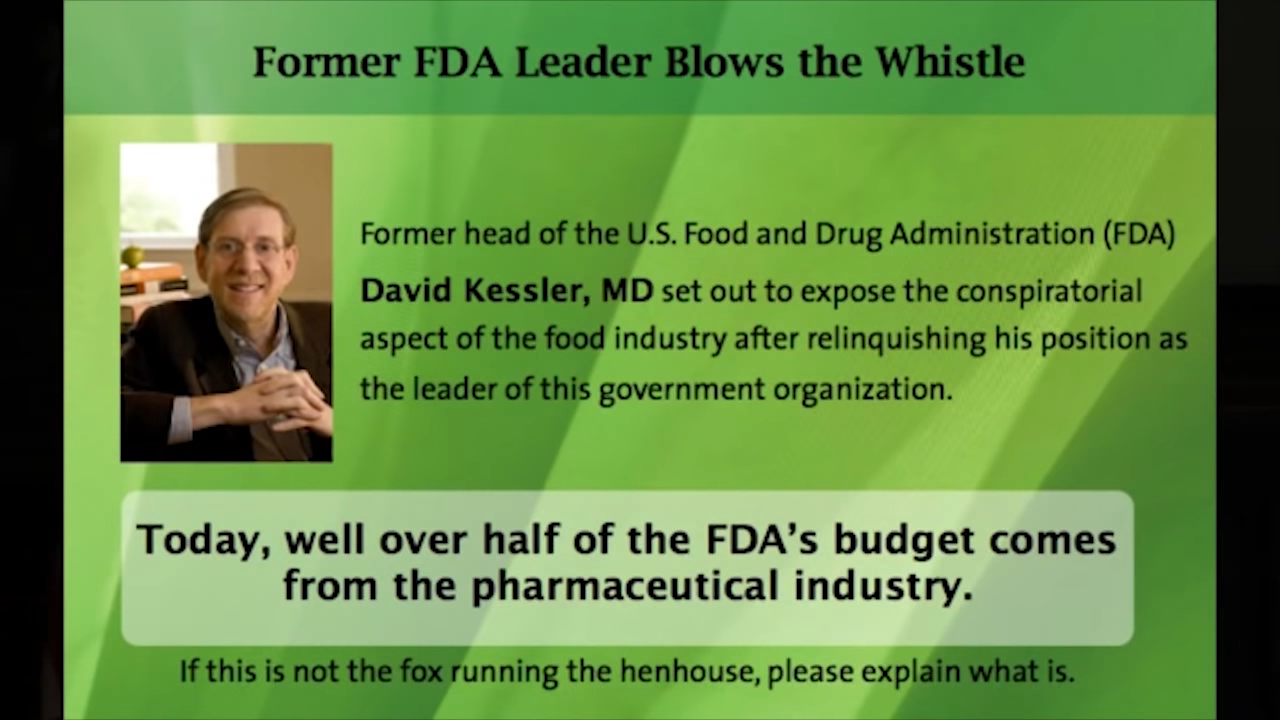 Former FDA Leader Blows the Whistle
Former head of the U.S. Food and Drug Administration (FDA)
David Kessler, MD set out to expose the conspiratorial
aspect of the food industry after relinquishing his position as
the leader of this government organization.
Today, well over half of the FDA’s budget comes
from the pharmaceutical industry.
If this is not the fox running the henhouse, please explain what is.